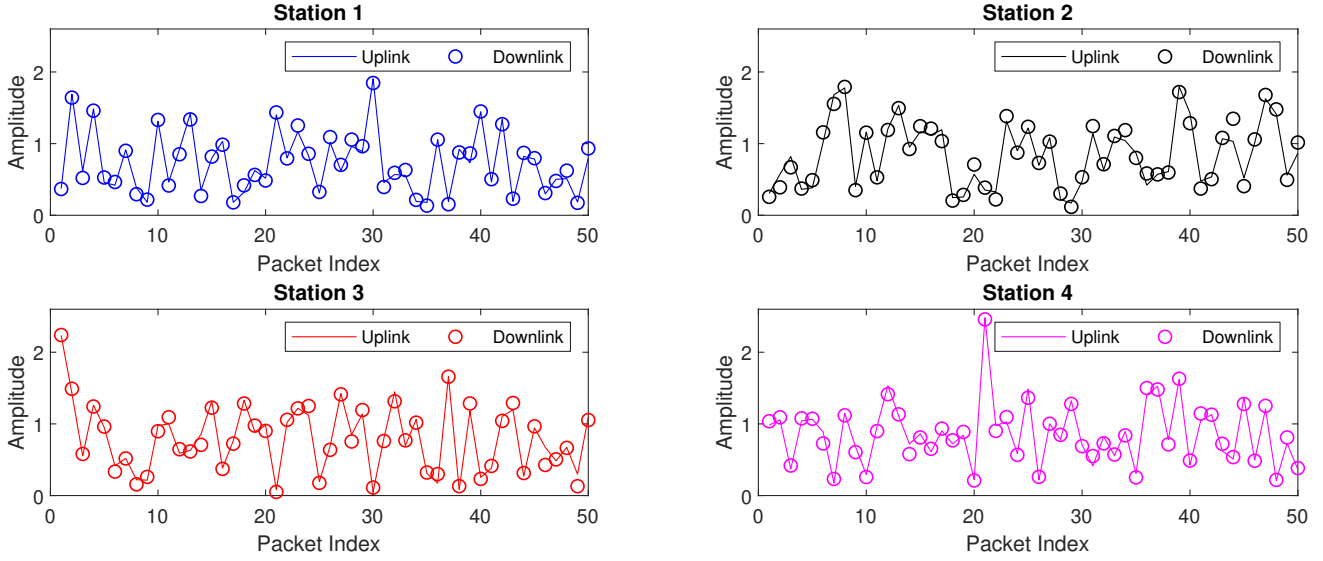 Station 1
Uplink Downlink
2
1
0
Amplitude
0 10 20 30 40 50
Packet Index
Station 2
Uplink Downlink
2
1
0
Amplitude
0 10 20 30 40 50
Packet Index
Station 3
Uplink Downlink
2
1
0
Amplitude
0 10 20 30 40 50
Packet Index
Station 4
Uplink Downlink
2
1
0
Amplitude
0 10 20 30 40 50
Packet Index